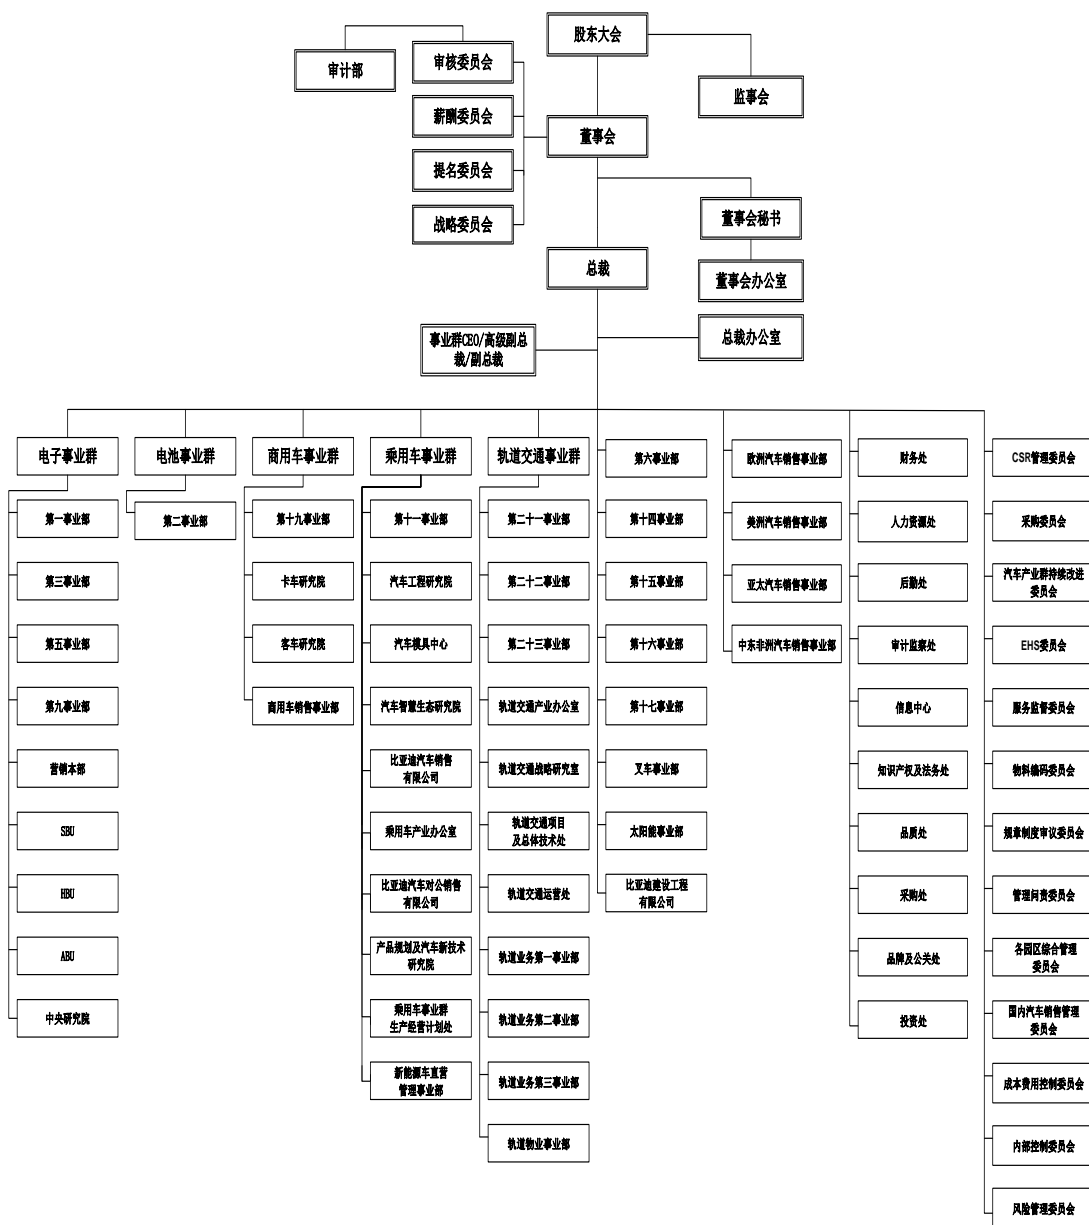 股东大会
审核委员会
审计部
监事会
薪酬委员会
董事会
提名委员会
战略委员会
董事会秘书
总裁
董事会办公室
事业群CEO/高级副总
裁/副总裁
总裁办公室
电子事业群
第一事业部
第三事业部
第五事业部
第九事业部
营销本部
SBU
HBU
ABU
中央研究院
电池事业群
第二事业部
商用车事业群
第十九事业部
卡车研究院
客车研究院
商用车销售事业部
乘用车事业群
第十一事业部
汽车工程研究院
汽车模具中心
汽车智慧生态研究院
比亚迪汽车销售
有限公司
乘用车产业办公室
比亚迪汽车对公销售
有限公司
产品规划及汽车新技术
研究院
乘用车事业群
生产经营计划处
新能源车直营
管理事业部
轨道交通事业群
第二十一事业部
第二十二事业部
第二十三事业部
轨道交通产业办公室
轨道交通战略研究室
轨道交通项目
及总体技术处
轨道交通运营处
轨道业务第一事业部
轨道业务第二事业部
轨道业务第三事业部
轨道物业事业部
第六事业部
第十四事业部
第十五事业部
第十六事业部
第十七事业部
叉车事业部
太阳能事业部
比亚迪建设工程
有限公司
欧洲汽车销售事业部
美洲汽车销售事业部
亚太汽车销售事业部
中东非洲汽车销售事业部
财务处
人力资源处
后勤处
审计监察处
信息中心
知识产权及法务处
品质处
采购处
品牌及公关处
投资处
CSR管理委员会
采购委员会
汽车产业群持续改进
委员会
EHS委员会
服务监督委员会
物料编码委员会
规章制度审议委员会
管理问责委员会
各园区综合管理
委员会
国内汽车销售管理
委员会
成本费用控制委员会
内部控制委员会
风险管理委员会